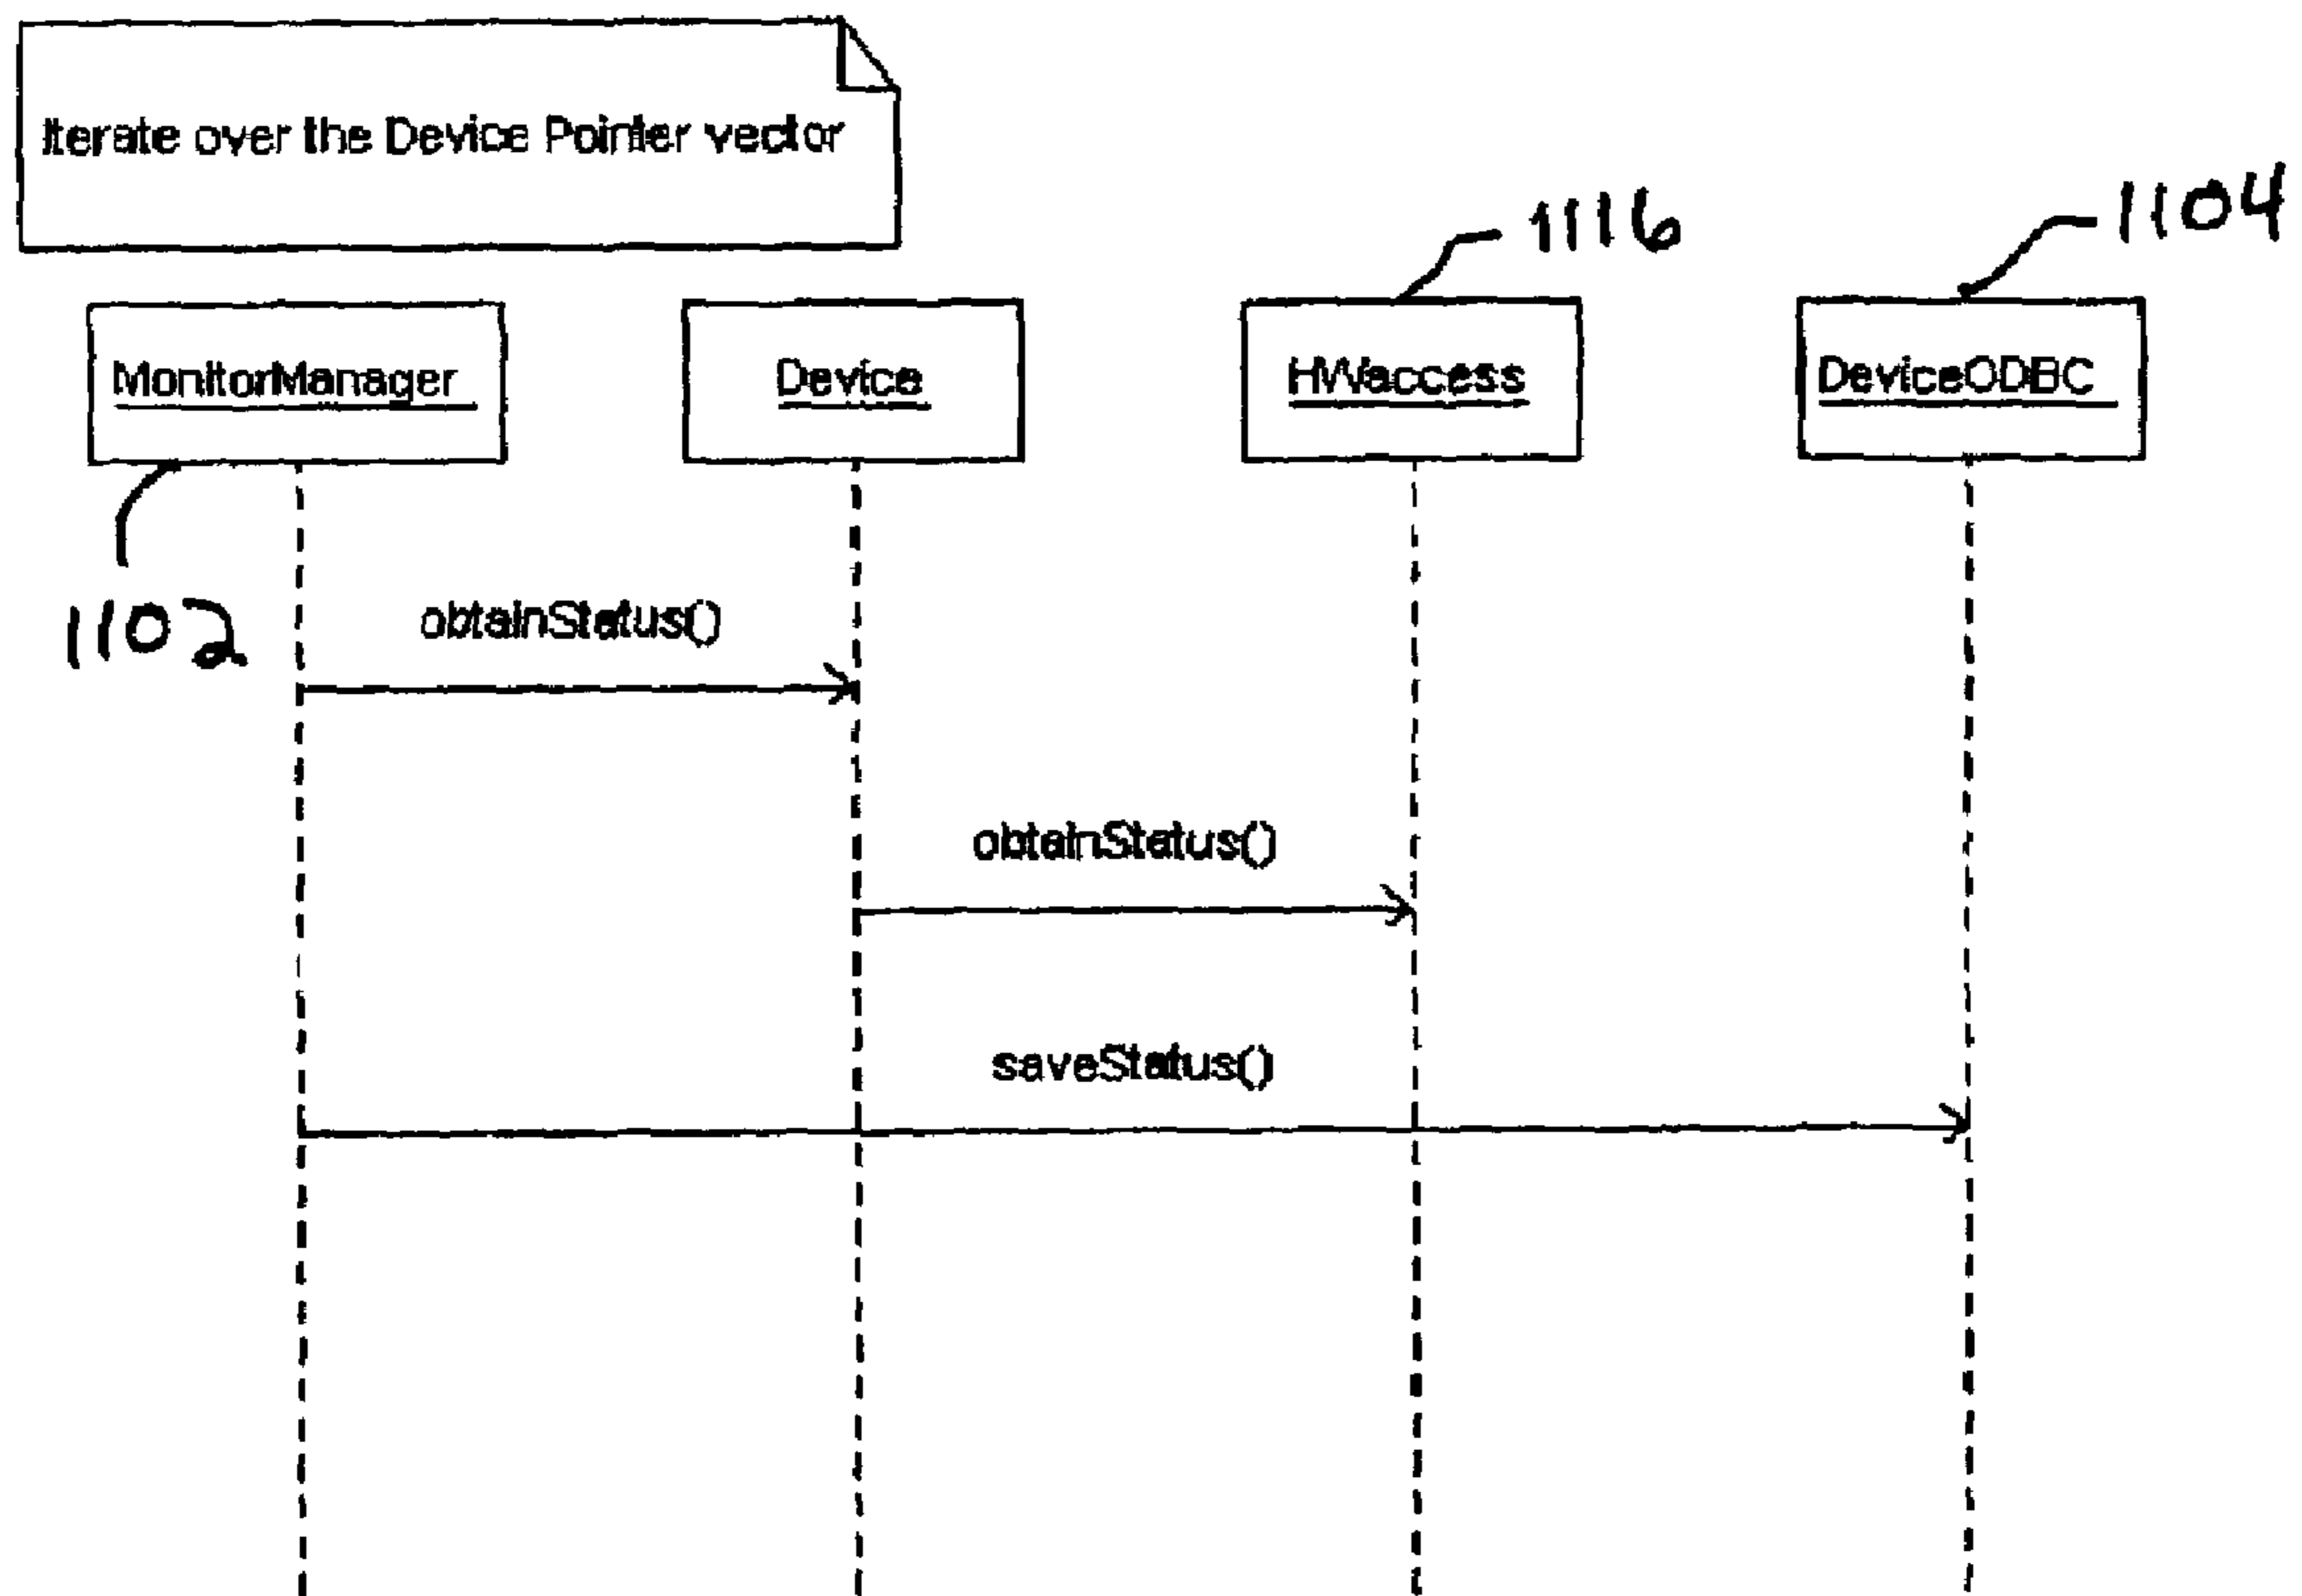 Iterate over the Device Pointer vector
1116
1104
MonitorManager
Device
HWaccess
DeviceODBC
1102
obtainStatus()
obtainStatus()
saveStatus()